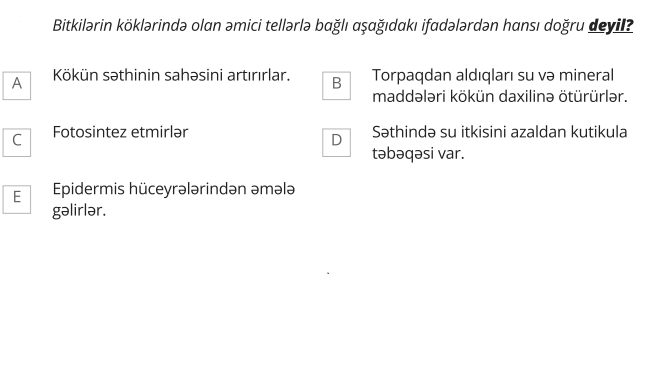 Bitkilərin köklərində olan əmici tellərlə bağlı aşağıdakı ifadələrdən hansı doğru deyil?
A Kökün səthinin sahəsini artırırlar.
B Torpaqdan aldıqları su və mineral
maddələri kökün daxilinə ötürürlər.
C Fotosintez etmirlər
D Səthində su itkisini azaldan kutikula
təbəqəsi var.
E Epidermis hüceyrələrindən əmələ
gəlirlər.